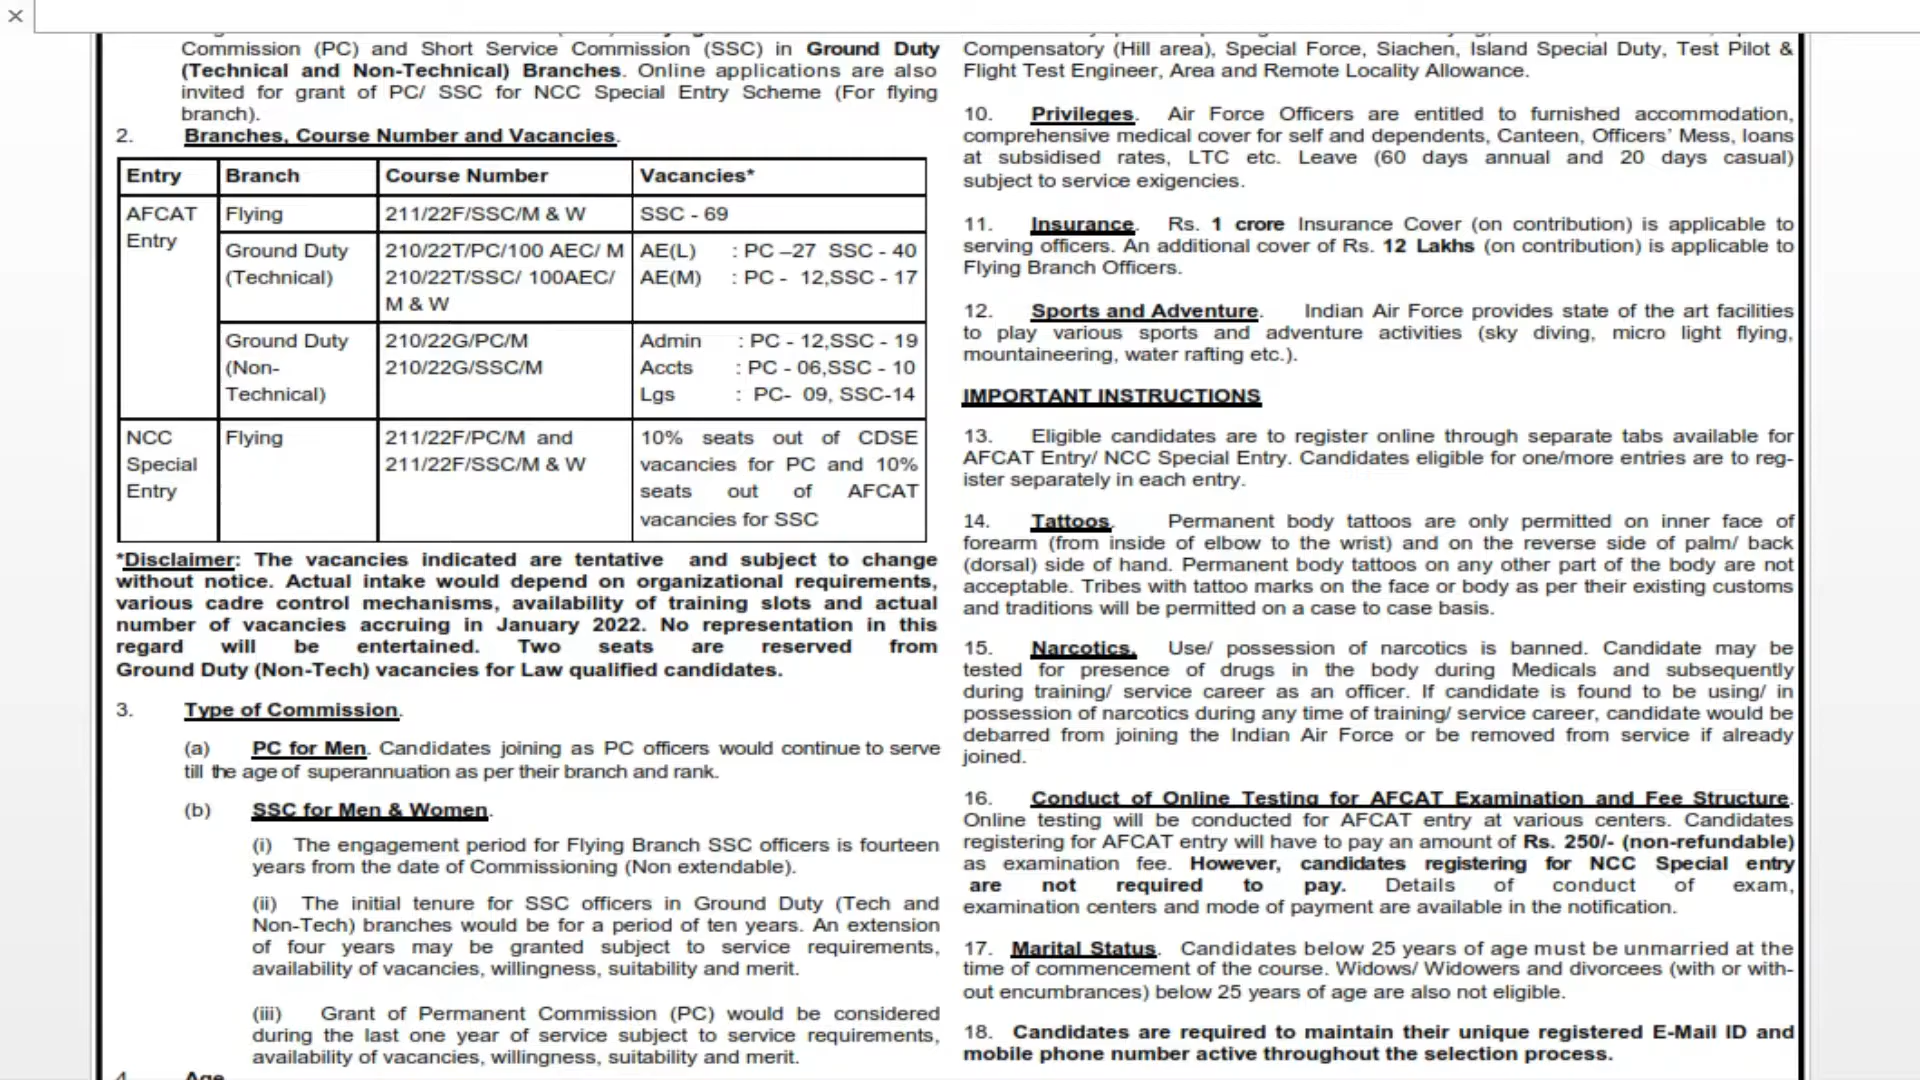 Commission (PC) and Short Service Commission (SSC) in Ground Duty
(Technical and Non-Technical) Branches. Online applications are also
invited for grant of PC/ SSC for NCC Special Entry Scheme (For flying
branch).
2. Branches, Course Number and Vacancies.
Entry Branch Course Number Vacancies*
AFCAT Entry Flying 211/22F/SSC/M & W SSC - 69
Ground Duty 210/22T/PC/100 AEC/ M AE(L) : PC –27 SSC - 40
(Technical) 210/22T/SSC/ 100AEC/ AE(M) : PC - 12,SSC - 17
M & W
Ground Duty 210/22G/PC/M Admin : PC - 12,SSC - 19
(Non- 210/22G/SSC/M Accts : PC - 06,SSC - 10
Technical) Lgs : PC- 09, SSC-14
NCC Flying 211/22F/PC/M and 10% seats out of CDSE
Special 211/22F/SSC/M & W vacancies for PC and 10%
Entry seats out of AFCAT
vacancies for SSC
*Disclaimer: The vacancies indicated are tentative and subject to change
without notice. Actual intake would depend on organizational requirements,
various cadre control mechanisms, availability of training slots and actual
number of vacancies accruing in January 2022. No representation in this
regard will be entertained. Two seats are reserved from
Ground Duty (Non-Tech) vacancies for Law qualified candidates.
3. Type of Commission.
(a) PC for Men. Candidates joining as PC officers would continue to serve
till the age of superannuation as per their branch and rank.
(b) SSC for Men & Women.
(i) The engagement period for Flying Branch SSC officers is fourteen
years from the date of Commissioning (Non extendable).
(ii) The initial tenure for SSC officers in Ground Duty (Tech and
Non-Tech) branches would be for a period of ten years. An extension
of four years may be granted subject to service requirements,
availability of vacancies, willingness, suitability and merit.
(iii) Grant of Permanent Commission (PC) would be considered
during the last one year of service subject to service requirements,
availability of vacancies, willingness, suitability and merit.
4. Age
Compensatory (Hill area), Special Force, Siachen, Island Special Duty, Test Pilot &
Flight Test Engineer, Area and Remote Locality Allowance.
10. Privileges. Air Force Officers are entitled to furnished accommodation,
comprehensive medical cover for self and dependents, Canteen, Officers’ Mess, loans
at subsidised rates, LTC etc. Leave (60 days annual and 20 days casual)
subject to service exigencies.
11. Insurance. Rs. 1 crore Insurance Cover (on contribution) is applicable to
serving officers. An additional cover of Rs. 12 Lakhs (on contribution) is applicable to
Flying Branch Officers.
12. Sports and Adventure. Indian Air Force provides state of the art facilities
to play various sports and adventure activities (sky diving, micro light flying,
mountaineering, water rafting etc.).
IMPORTANT INSTRUCTIONS
13. Eligible candidates are to register online through separate tabs available for
AFCAT Entry/ NCC Special Entry. Candidates eligible for one/more entries are to reg-
ister separately in each entry.
14. Tattoos. Permanent body tattoos are only permitted on inner face of
forearm (from inside of elbow to the wrist) and on the reverse side of palm/ back
(dorsal) side of hand. Permanent body tattoos on any other part of the body are not
acceptable. Tribes with tattoo marks on the face or body as per their existing customs
and traditions will be permitted on a case to case basis.
15. Narcotics. Use/ possession of narcotics is banned. Candidate may be
tested for presence of drugs in the body during Medicals and subsequently
during training/ service career as an officer. If candidate is found to be using/ in
possession of narcotics during any time of training/ service career, candidate would be
debarred from joining the Indian Air Force or be removed from service if already
joined.
16. Conduct of Online Testing for AFCAT Examination and Fee Structure.
Online testing will be conducted for AFCAT entry at various centers. Candidates
registering for AFCAT entry will have to pay an amount of Rs. 250/- (non-refundable)
as examination fee. However, candidates registering for NCC Special entry
are not required to pay. Details of conduct of exam,
examination centers and mode of payment are available in the notification.
17. Marital Status. Candidates below 25 years of age must be unmarried at the
time of commencement of the course. Widows/ Widowers and divorcees (with or with-
out encumbrances) below 25 years of age are also not eligible.
18. Candidates are required to maintain their unique registered E-Mail ID and
mobile phone number active throughout the selection process.